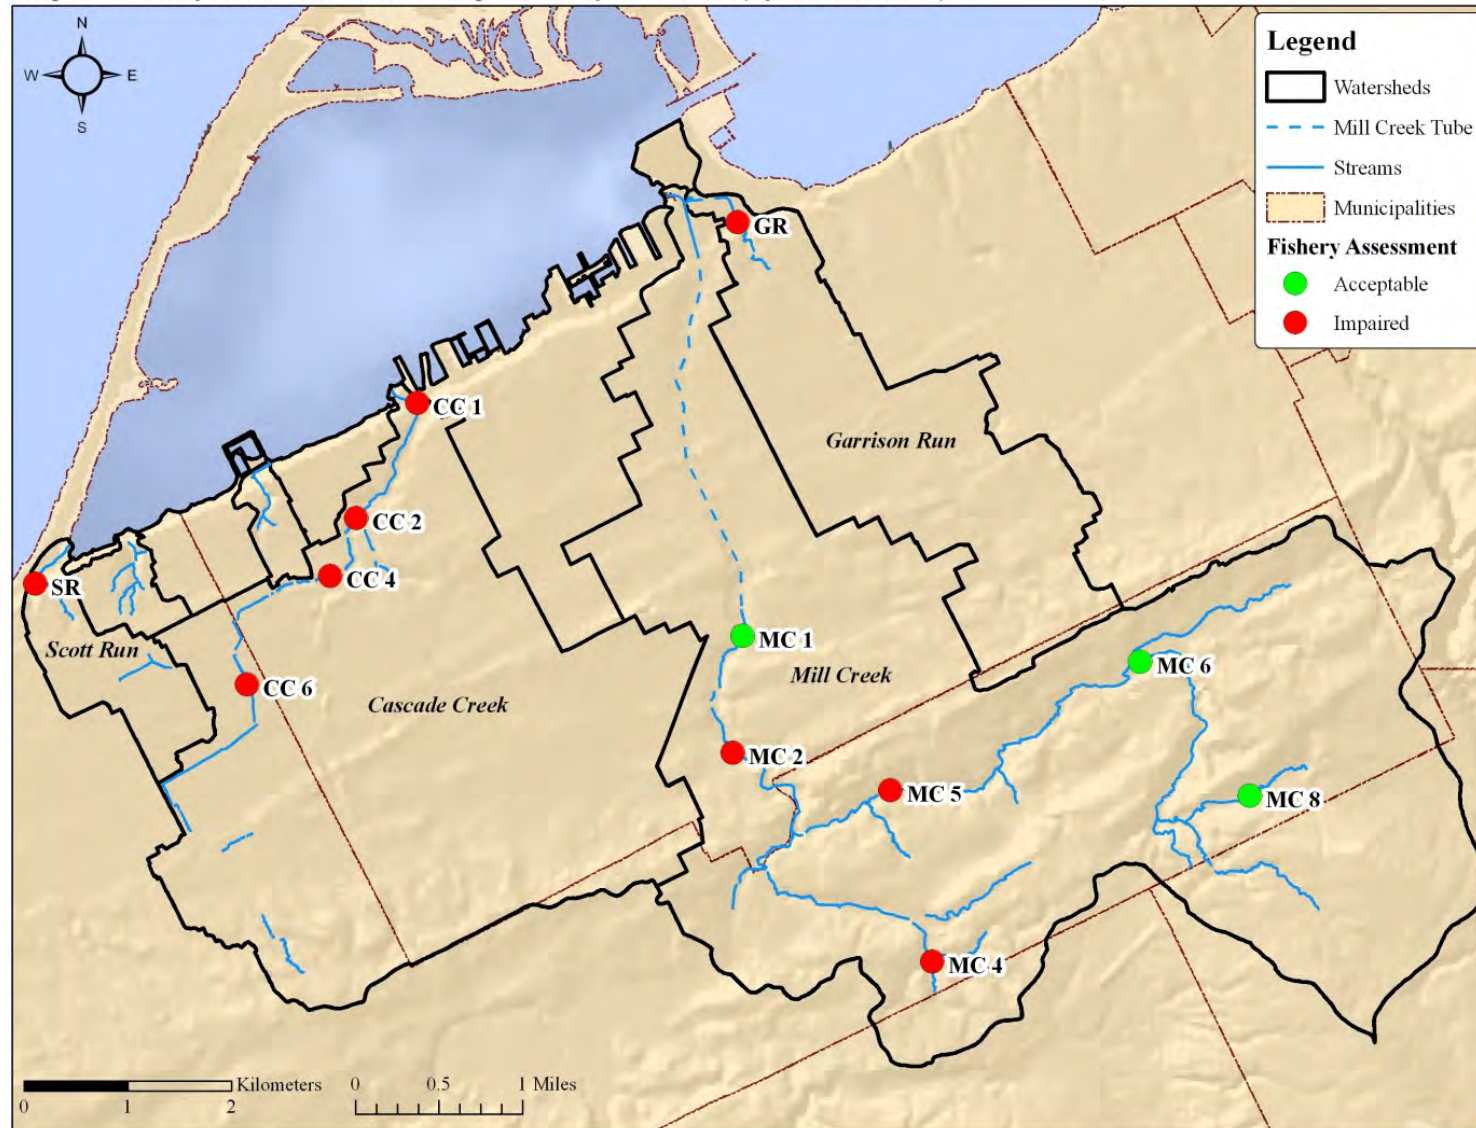 N
W E
S
Legend
Watersheds
Mill Creek Tube
Streams
Municipalities
Fishery Assessment
Acceptable
Impaired
GR
CC 1
Garrison Run
CC 2
CC 4
SR
MC 1
Scott Run
MC 6
Mill Creek
CC 6
Cascade Creek
MC 2
MC 5
MC 8
MC 4
Kilometers 0 0.5 1 Miles
0 1 2